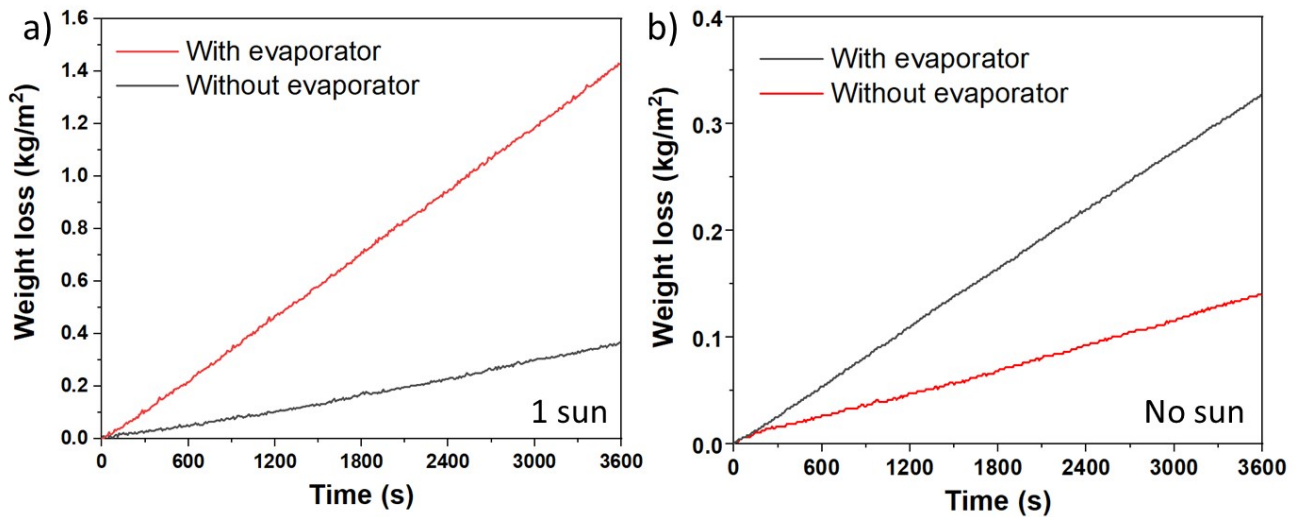 a)
With evaporator
Without evaporator
1.6
1.4
1.2
1.0
0.8
0.6
0.4
0.2
0.0
Weight loss (kg/m²)
1 sun
0 600 1200 1800 2400 3000 3600
Time (s)
b)
With evaporator
Without evaporator
0.4
0.3
0.2
0.1
0.0
Weight loss (kg/m²)
No sun
0 600 1200 1800 2400 3000 3600
Time (s)